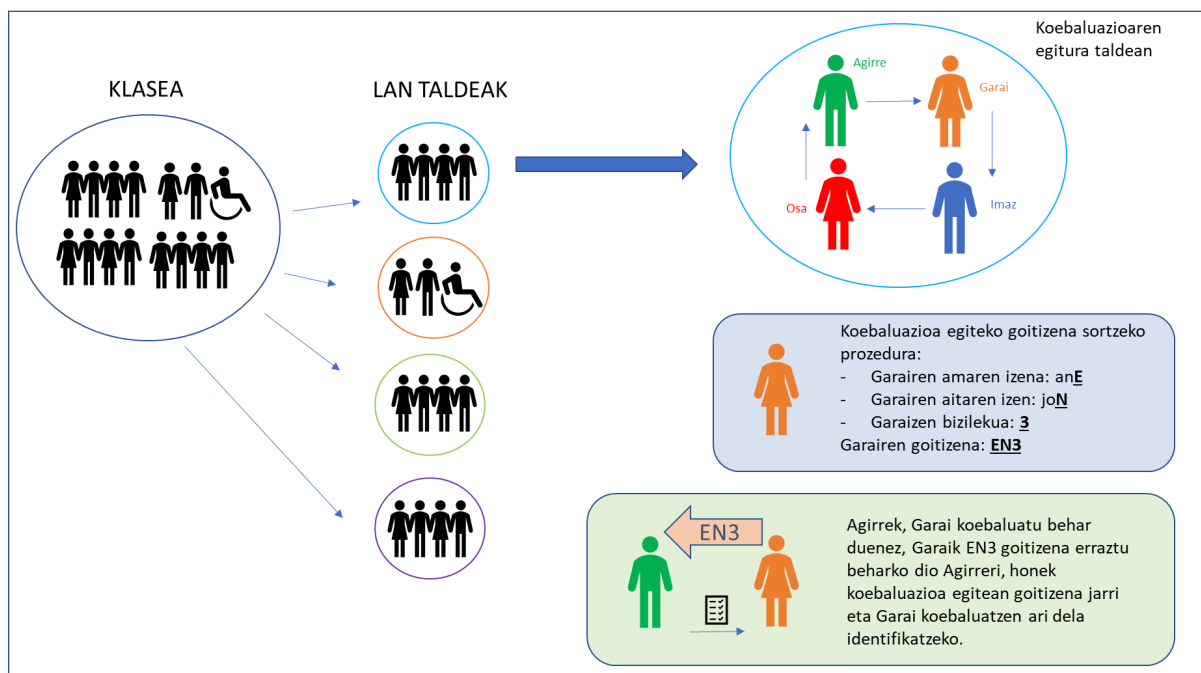 KLASEA
LAN TALDEAK
Koebaluazioaren
egitura taldean
Agirre
Garai
Osa
Imaz
Koebaluazioa egiteko goitizena sortzeko
prozedura:
- Garairen amaren izena: anE
- Garairen aitaren izen: joN
- Garaizen bizilekua: 3
Garairen goitizena: EN3
EN3
Agirrek, Garai koebaluatu behar
duenez, Garaik EN3 goitizena erraztu
beharko dio Agirreri, honek
koebaluazioa egitean goitizena jarri
eta Garai koebaluatzen ari dela
identifikatzeko.